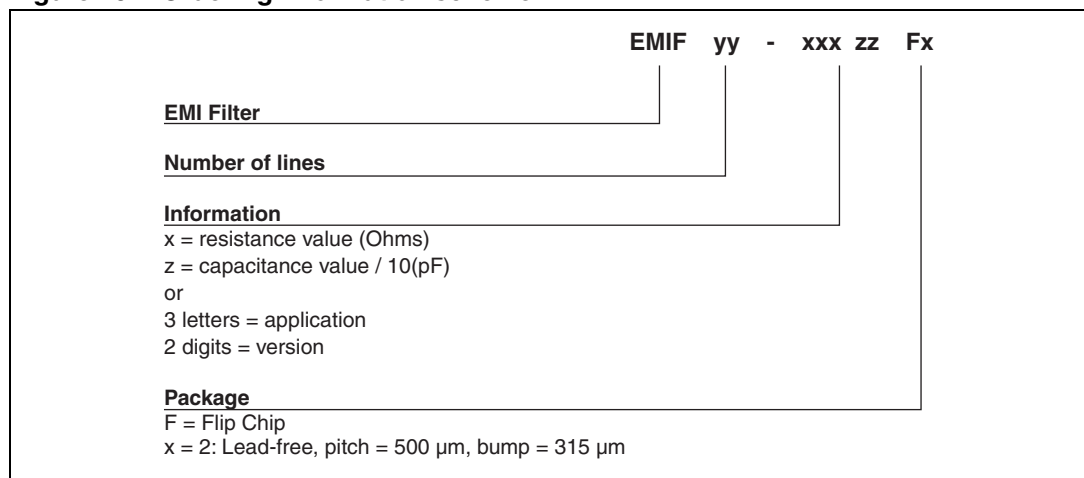 EMIF yy - xxx zz Fx
EMI Filter
Number of lines
Information
x = resistance value (Ohms)
z = capacitance value / 10(pF)
or
3 letters = application
2 digits = version
Package
F = Flip Chip
x = 2: Lead-free, pitch = 500 µm, bump = 315 µm